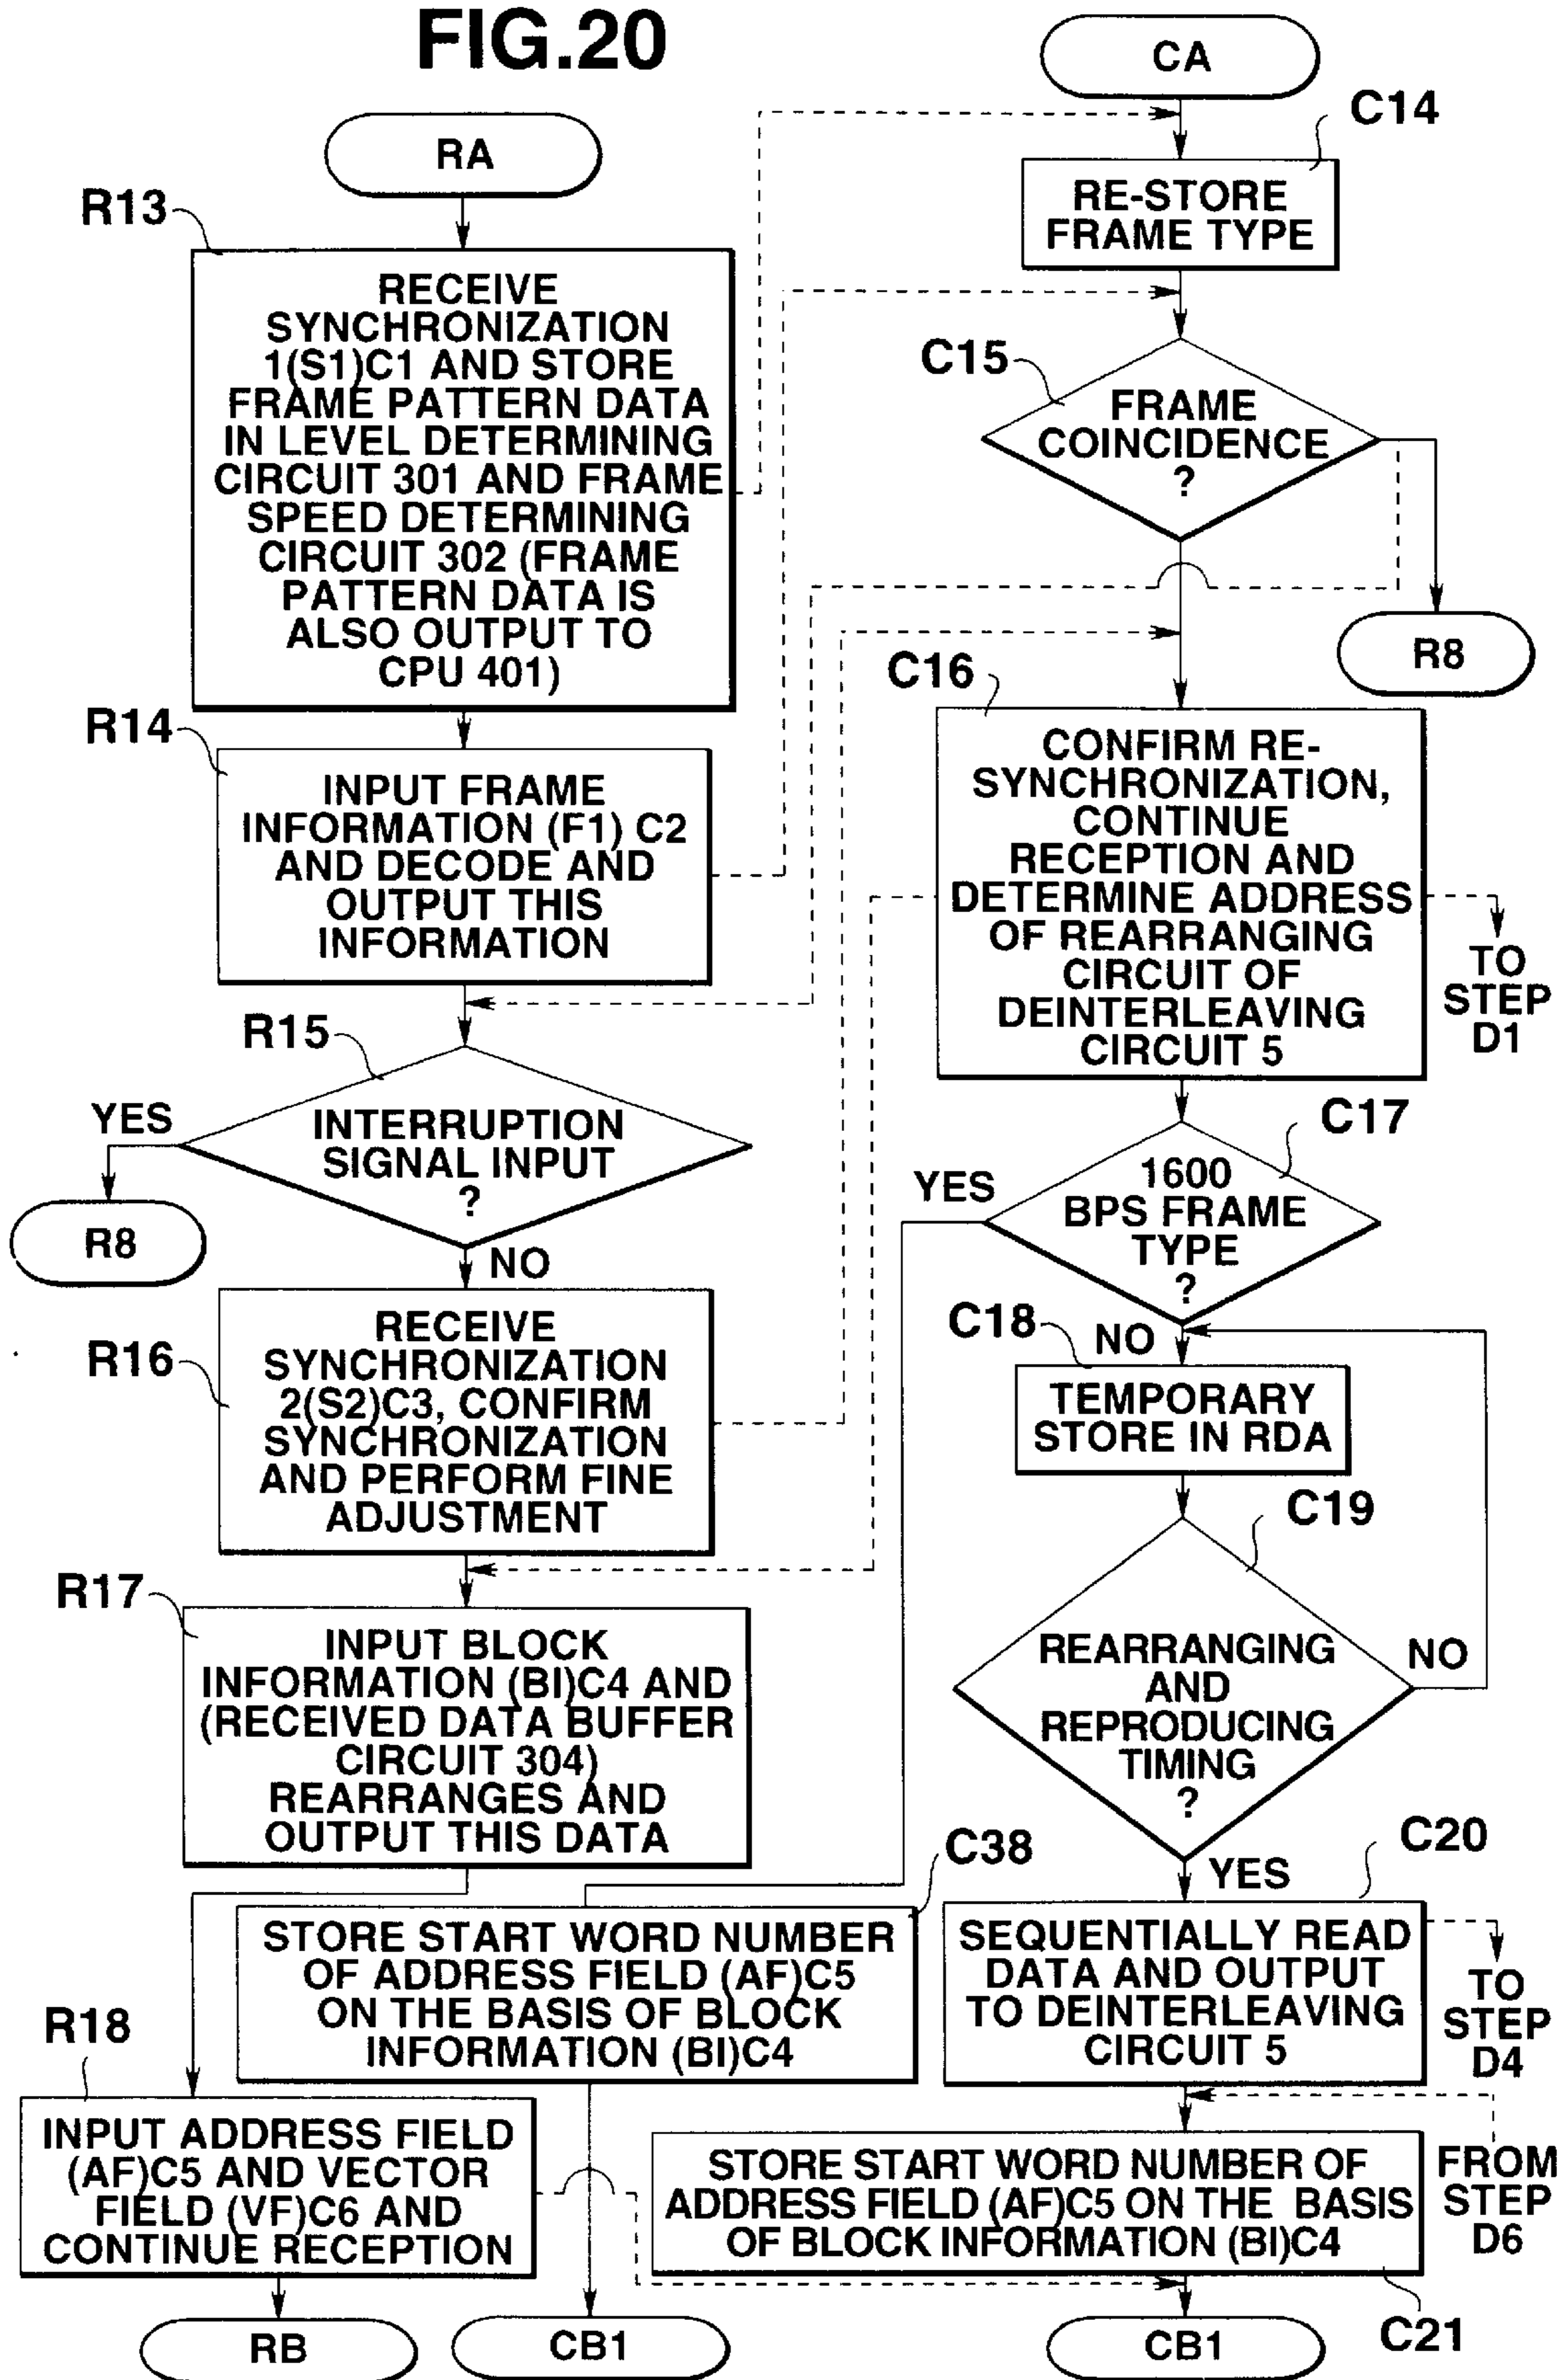 FIG.20
RA
R13
RECEIVE
SYNCHRONIZATION
1(S1)C1 AND STORE
FRAME PATTERN DATA
IN LEVEL DETERMINING
CIRCUIT 301 AND FRAME
SPEED DETERMINING
CIRCUIT 302 (FRAME
PATTERN DATA IS
ALSO OUTPUT TO
CPU 401)
R14
INPUT FRAME
INFORMATION (F1) C2
AND DECODE AND
OUTPUT THIS
INFORMATION
R15
INTERRUPTION
SIGNAL INPUT
?
YES
R8
NO
R16
RECEIVE
SYNCHRONIZATION
2(S2)C3, CONFIRM
SYNCHRONIZATION
AND PERFORM FINE
ADJUSTMENT
R17
INPUT BLOCK
INFORMATION (BI)C4 AND
(RECEIVED DATA BUFFER
CIRCUIT 304)
REARRANGES AND
OUTPUT THIS DATA
R18
INPUT ADDRESS FIELD
(AF)C5 AND VECTOR
FIELD (VF)C6 AND
CONTINUE RECEPTION
RB
CA
C14
RE-STORE
FRAME TYPE
C15
FRAME
COINCIDENCE
?
R8
C16
CONFIRM RE-
SYNCHRONIZATION,
CONTINUE
RECEPTION AND
DETERMINE ADDRESS
OF REARRANGING
CIRCUIT OF
DEINTERLEAVING
CIRCUIT 5
TO
STEP
D1
C17
1600
BPS FRAME
TYPE
?
YES
NO
C18
TEMPORARY
STORE IN RDA
C19
REARRANGING
AND
REPRODUCING
TIMING
?
NO
YES
C20
SEQUENTIALLY READ
DATA AND OUTPUT
TO DEINTERLEAVING
CIRCUIT 5
TO
STEP
D4
C38
STORE START WORD NUMBER
OF ADDRESS FIELD (AF)C5
ON THE BASIS OF BLOCK
INFORMATION (BI)C4
CB1
STORE START WORD NUMBER OF
ADDRESS FIELD (AF)C5 ON THE BASIS
OF BLOCK INFORMATION (BI)C4
FROM
STEP
D6
C21
CB1